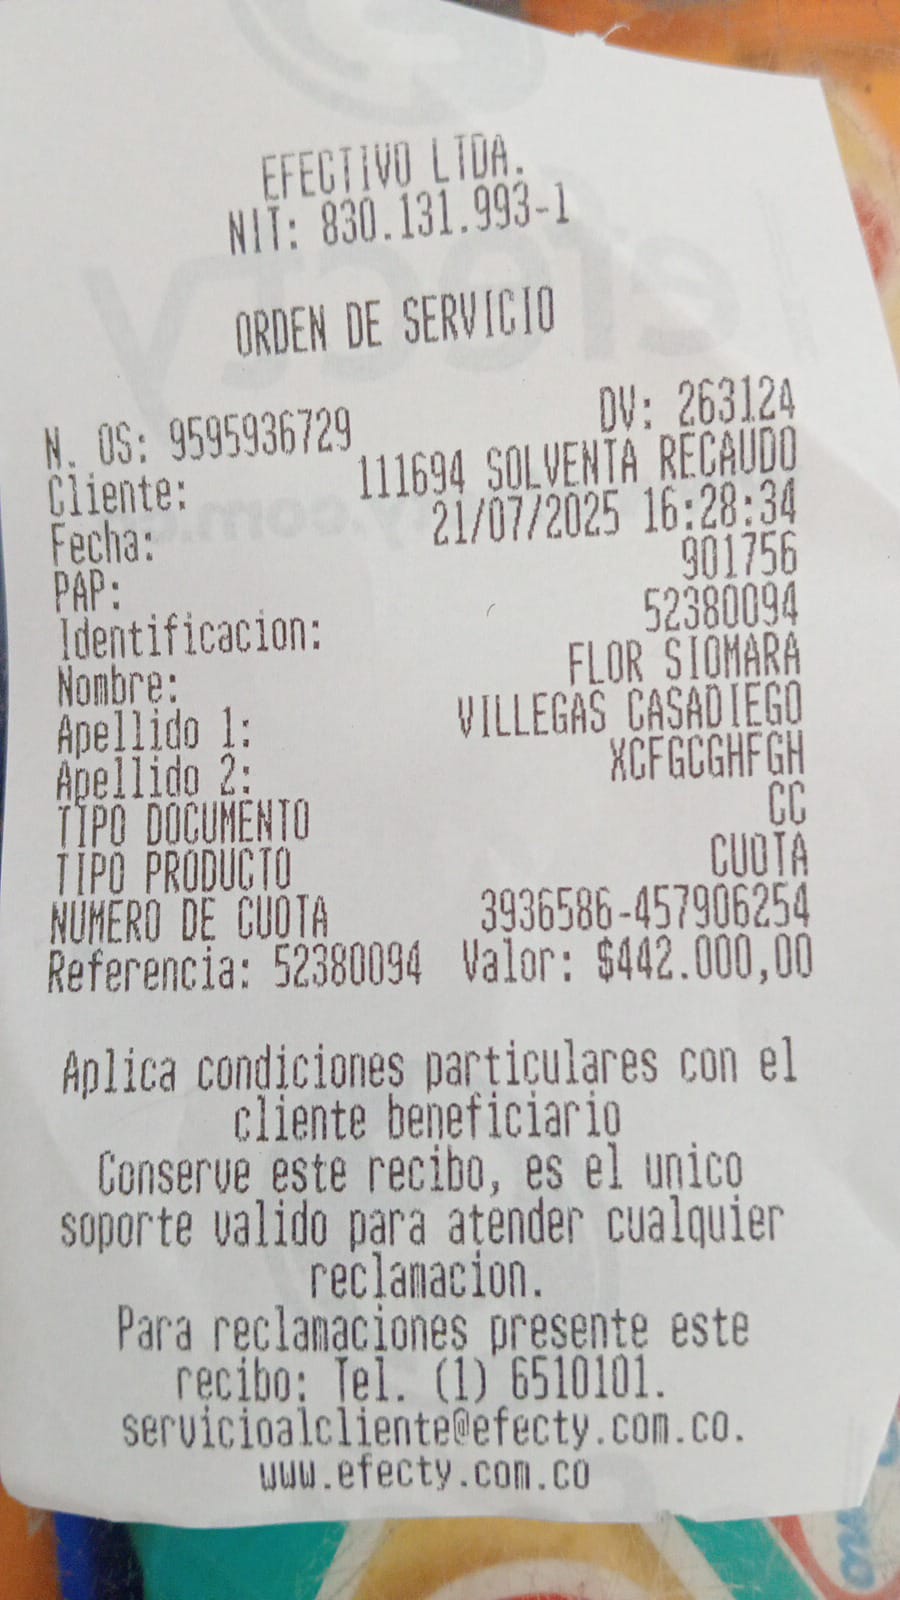 EFECTIVO LTDA.
NIT: 830.131.993-1
ORDEN DE SERVICIO
N. OS: 9595936729 DV: 263124
Cliente: 111694 SOLVENTA RECAUDO
Fecha: 21/07/2025 16:28:34
PAP: 901756
Identificacion: 52380094
Nombre: FLOR SIOMARA
Apellido 1: VILLEGAS CASADIEGO
Apellido 2: XCFGCGHFGH
TIPO DOCUMENTO CC
TIPO PRODUCTO CUOTA
NUMERO DE CUOTA 3936586-457906254
Referencia: 52380094 Valor: $442.000,00
Aplica condiciones particulares con el
cliente beneficiario
Conserve este recibo, es el unico
soporte valido para atender cualquier
reclamacion.
Para reclamaciones presente este
recibo: Tel. (1) 6510101.
servicioalcliente@efecty.com.co.
www.efecty.com.co